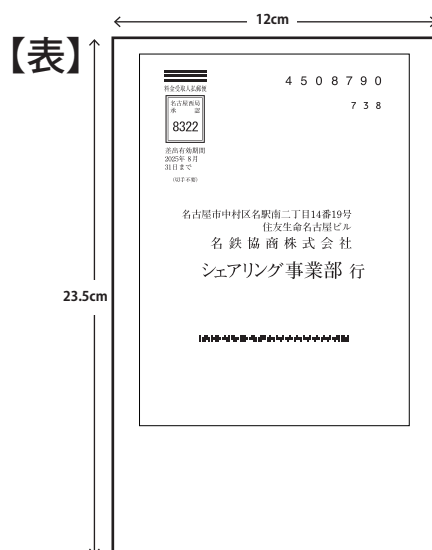 12cm
【表】
料金受取人払郵便
名古屋西局
承 認
8322
差出有効期間
2025年 8月
31日まで
(切手不要)
4508790
738
名古屋市中村区名駅南二丁目14番19号
住友生命名古屋ビル
名鉄協商株式会社
シェアリング事業部 行
23.5cm